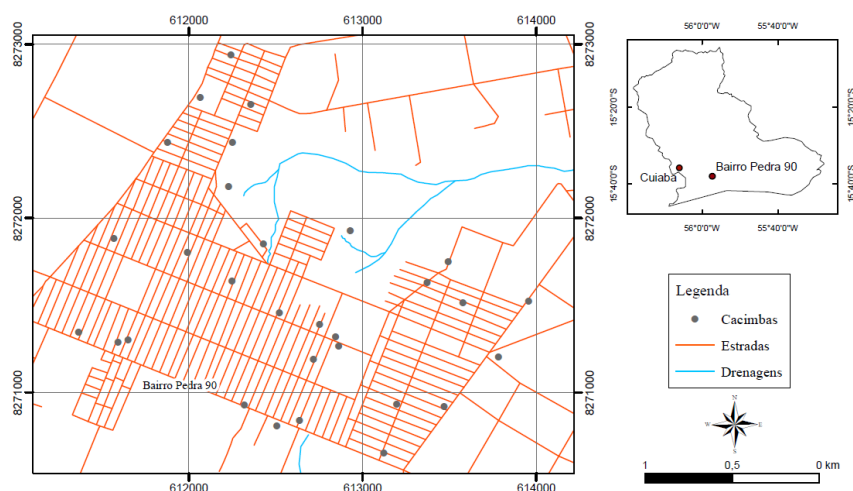 612000 613000 614000
8273000 8273000
8272000 8272000
8271000 8271000
Bairro Pedra 90
612000 613000 614000
56°0'0"W 55°40'0"W
15°20'0"S 15°20'0"S
15°40'0"S 15°40'0"S
Cuiabá
Bairro Pedra 90
56°0'0"W 55°40'0"W
Legenda
Cacimbas
Estradas
Drenagens
N
W E
S
1 0,5 0 km